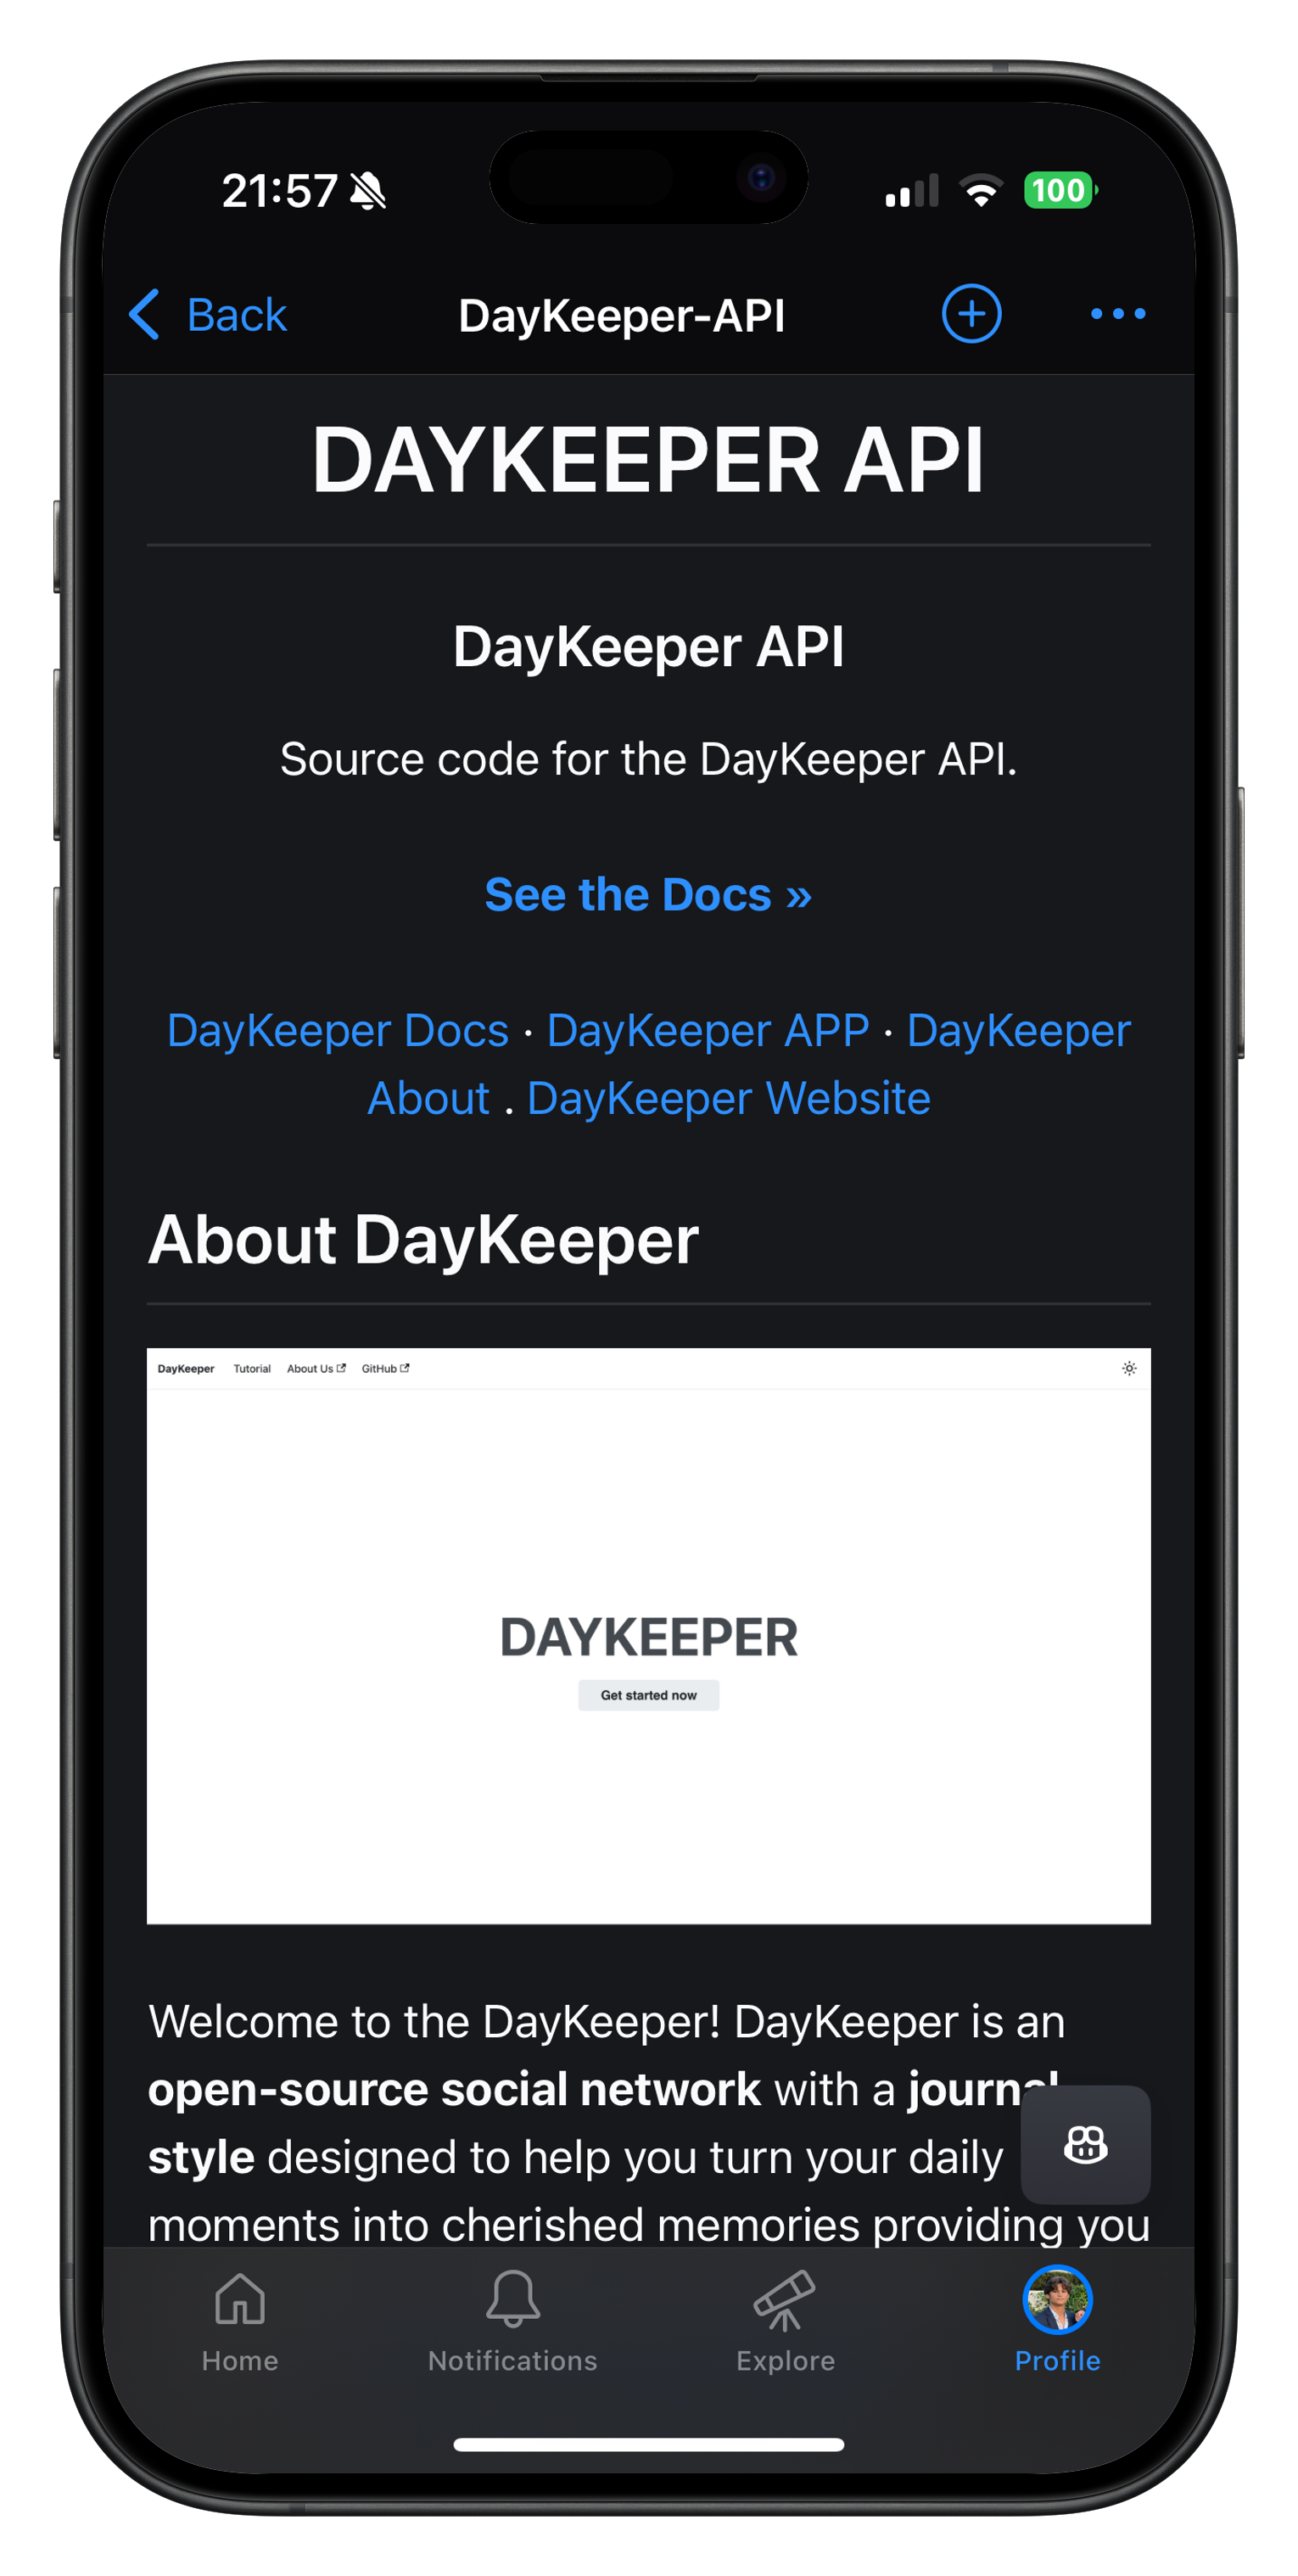 21:57
100
Back
DayKeeper-API
DAYKEEPER API
DayKeeper API
Source code for the DayKeeper API.
See the Docs »
DayKeeper Docs · DayKeeper APP · DayKeeper
About . DayKeeper Website
About DayKeeper
DayKeeper Tutorial About Us GitHub
DAYKEEPER
Get started now
Welcome to the DayKeeper! DayKeeper is an
open-source social network with a journal
style designed to help you turn your daily
moments into cherished memories providing you
Home
Notifications
Explore
Profile